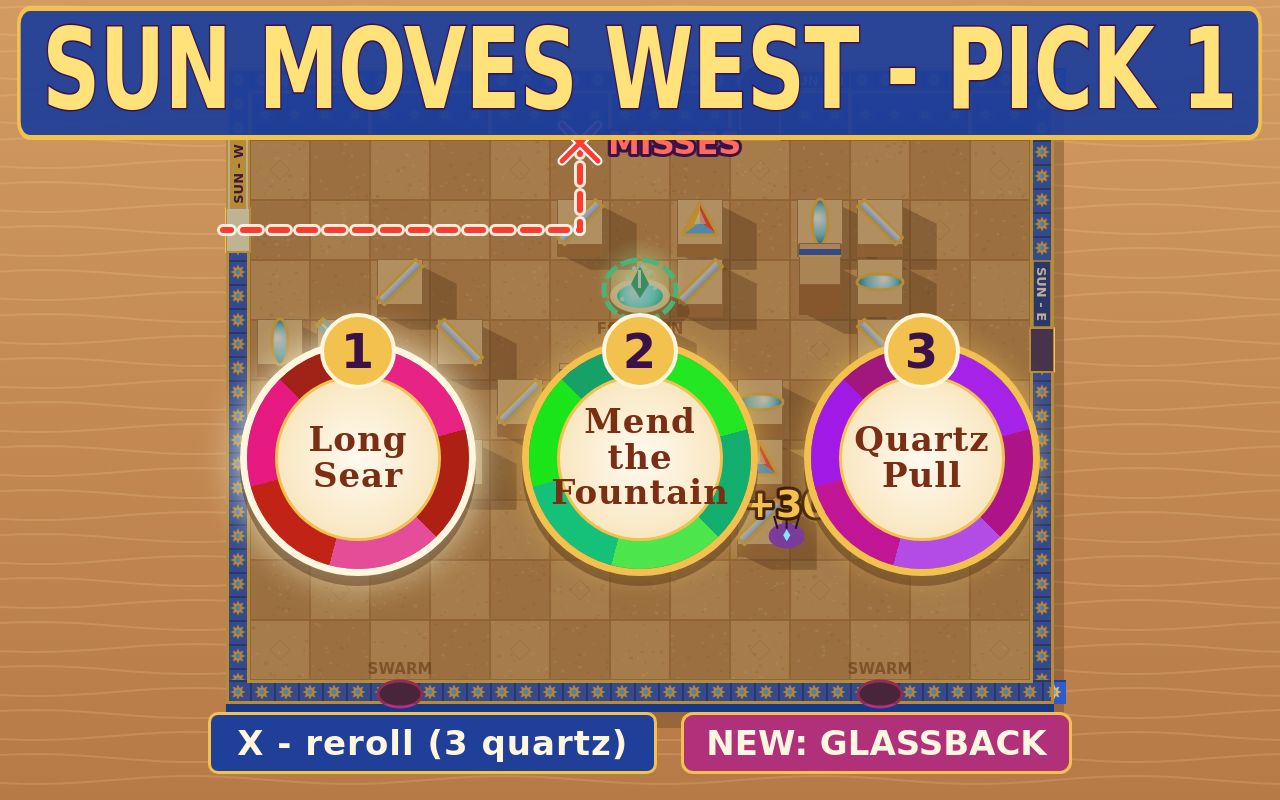 SUN MOVES WEST - PICK 1
MISSES
SUN - W
SUN - E
1
2
3
Long
Sear
Mend
the
Fountain
Quartz
Pull
SWARM
SWARM
X - reroll (3 quartz)
NEW: GLASSBACK